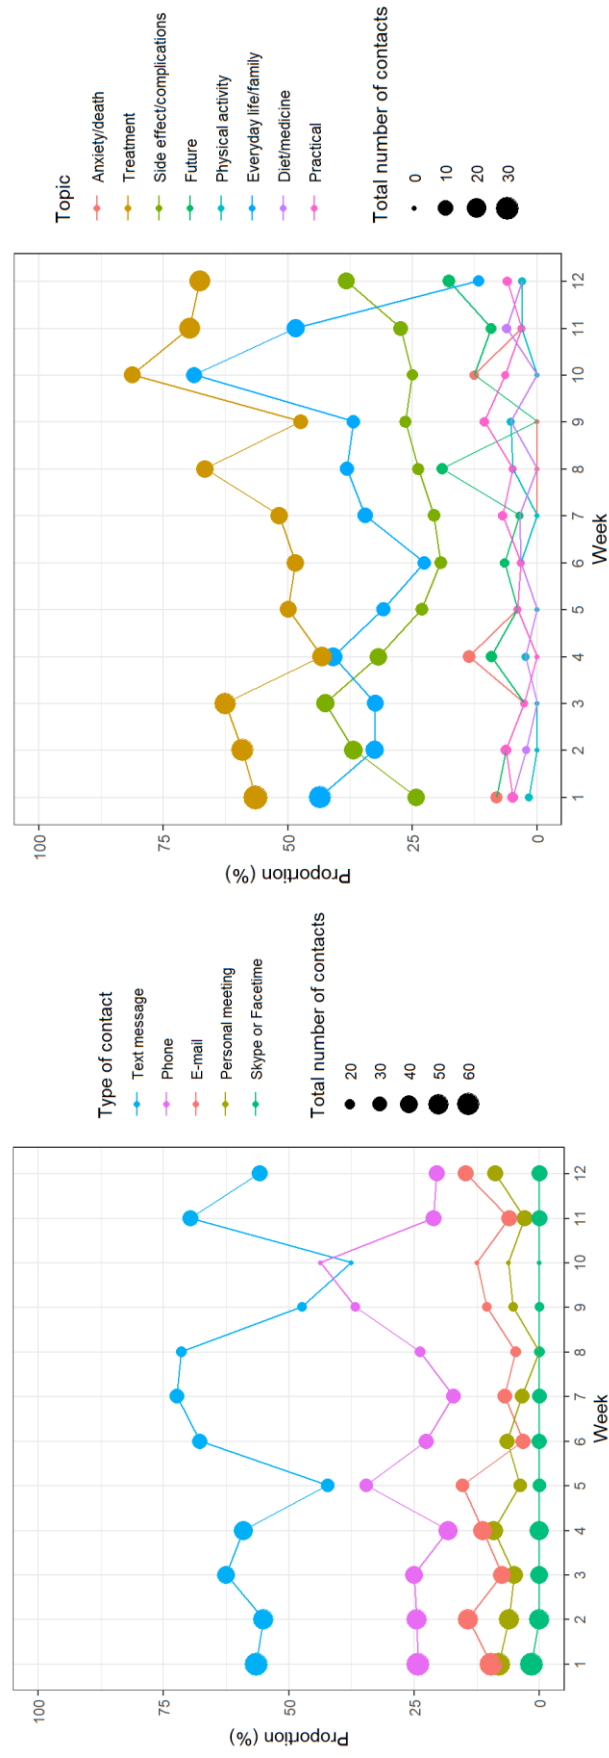 Proportion (%)
100
75
50
25
0
1 2 3 4 5 6 7 8 9 10 11 12
Week
Type of contact
Text message
Phone
E-mail
Personal meeting
Skype or Facetime
Total number of contacts
20
30
40
50
60
Proportion (%)
100
75
50
25
0
1 2 3 4 5 6 7 8 9 10 11 12
Week
Topic
Anxiety/death
Treatment
Side effect/complications
Future
Physical activity
Everyday life/family
Diet/medicine
Practical
Total number of contacts
0
10
20
30